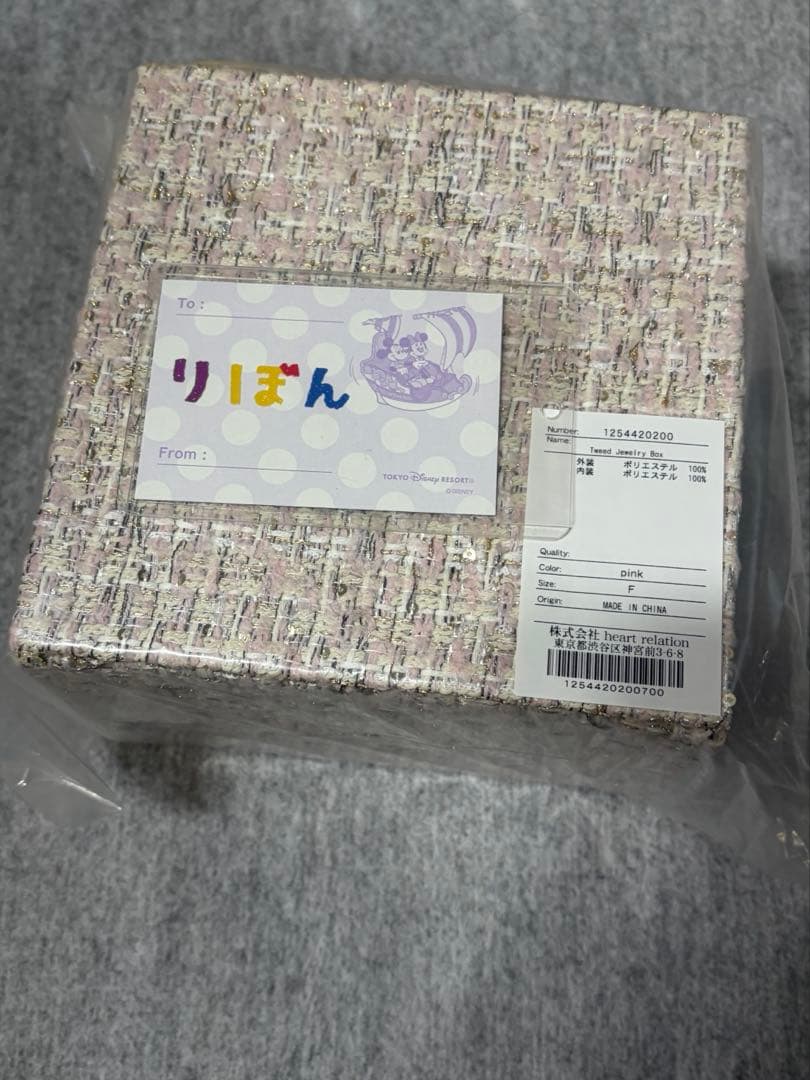 To :
りぼん
From :
TOKYO Disney RESORT®
©DISNEY
Number: 1254420200
Name:
Tweed Jewelry Box
外装 ポリエステル 100%
内装 ポリエステル 100%
Quality:
Color: pink
Size: F
Origin: MADE IN CHINA
株式会社 heart relation
東京都渋谷区神宮前3-6-8
1254420200700